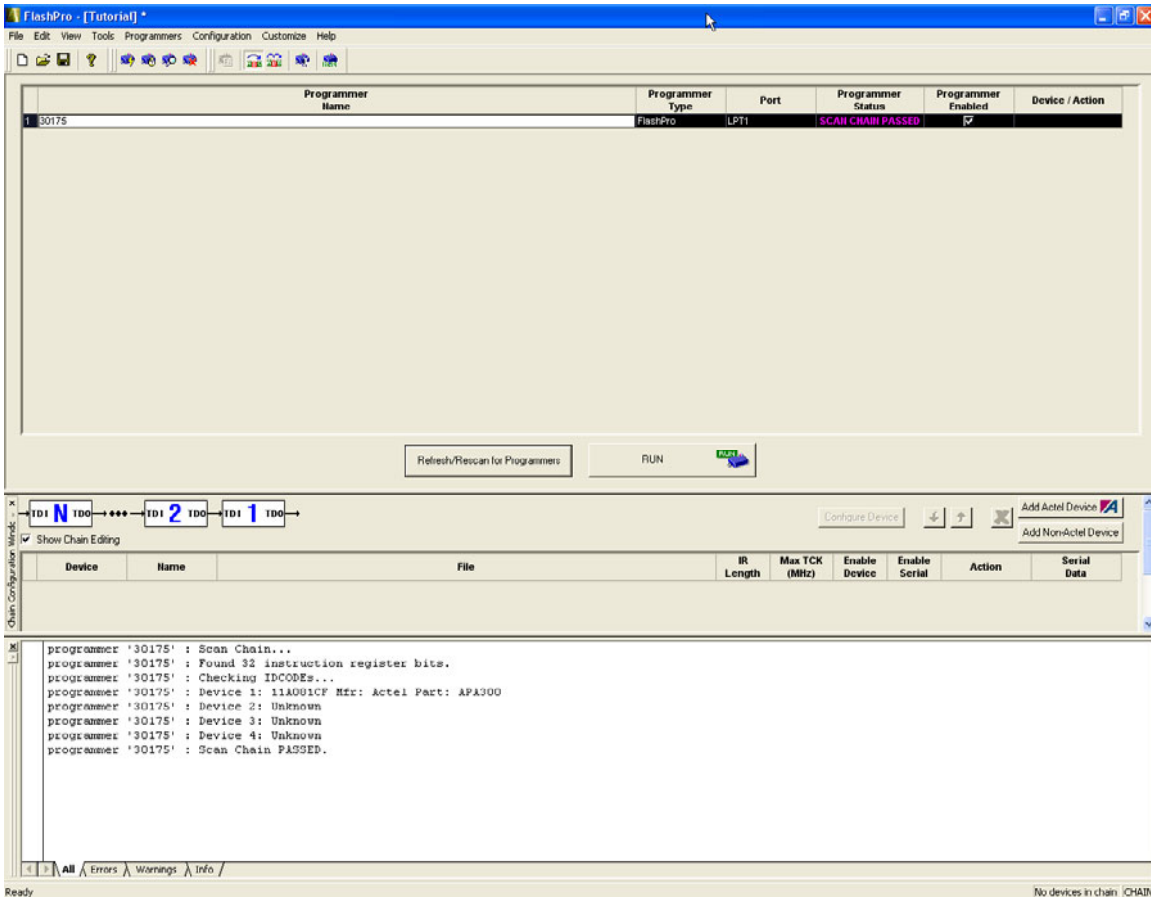 FlashPro - [Tutorial] *
File Edit View Tools Programmers Configuration Customize Help
Programmer Name Programmer Type Port Programmer Status Programmer Enabled Device / Action
1 30175 FlashPro LPT1 SCAN CHAIN PASSED
Refresh/Rescan for Programmers RUN RUN
TDI N TDO TDI 2 TDO TDI 1 TDO Configure Device Add Actel Device
Show Chain Editing Add Non-Actel Device
Chain Configuration Windc
Device Name File IR Length Max TCK (MHz) Enable Device Enable Serial Action Serial Data
programmer '30175' : Scan Chain...
programmer '30175' : Found 32 instruction register bits.
programmer '30175' : Checking IDCODEs...
programmer '30175' : Device 1: 11A081CF Mfr: Actel Part: APA300
programmer '30175' : Device 2: Unknown
programmer '30175' : Device 3: Unknown
programmer '30175' : Device 4: Unknown
programmer '30175' : Scan Chain PASSED.
All Errors Warnings Info
Ready No devices in chain CHAIN